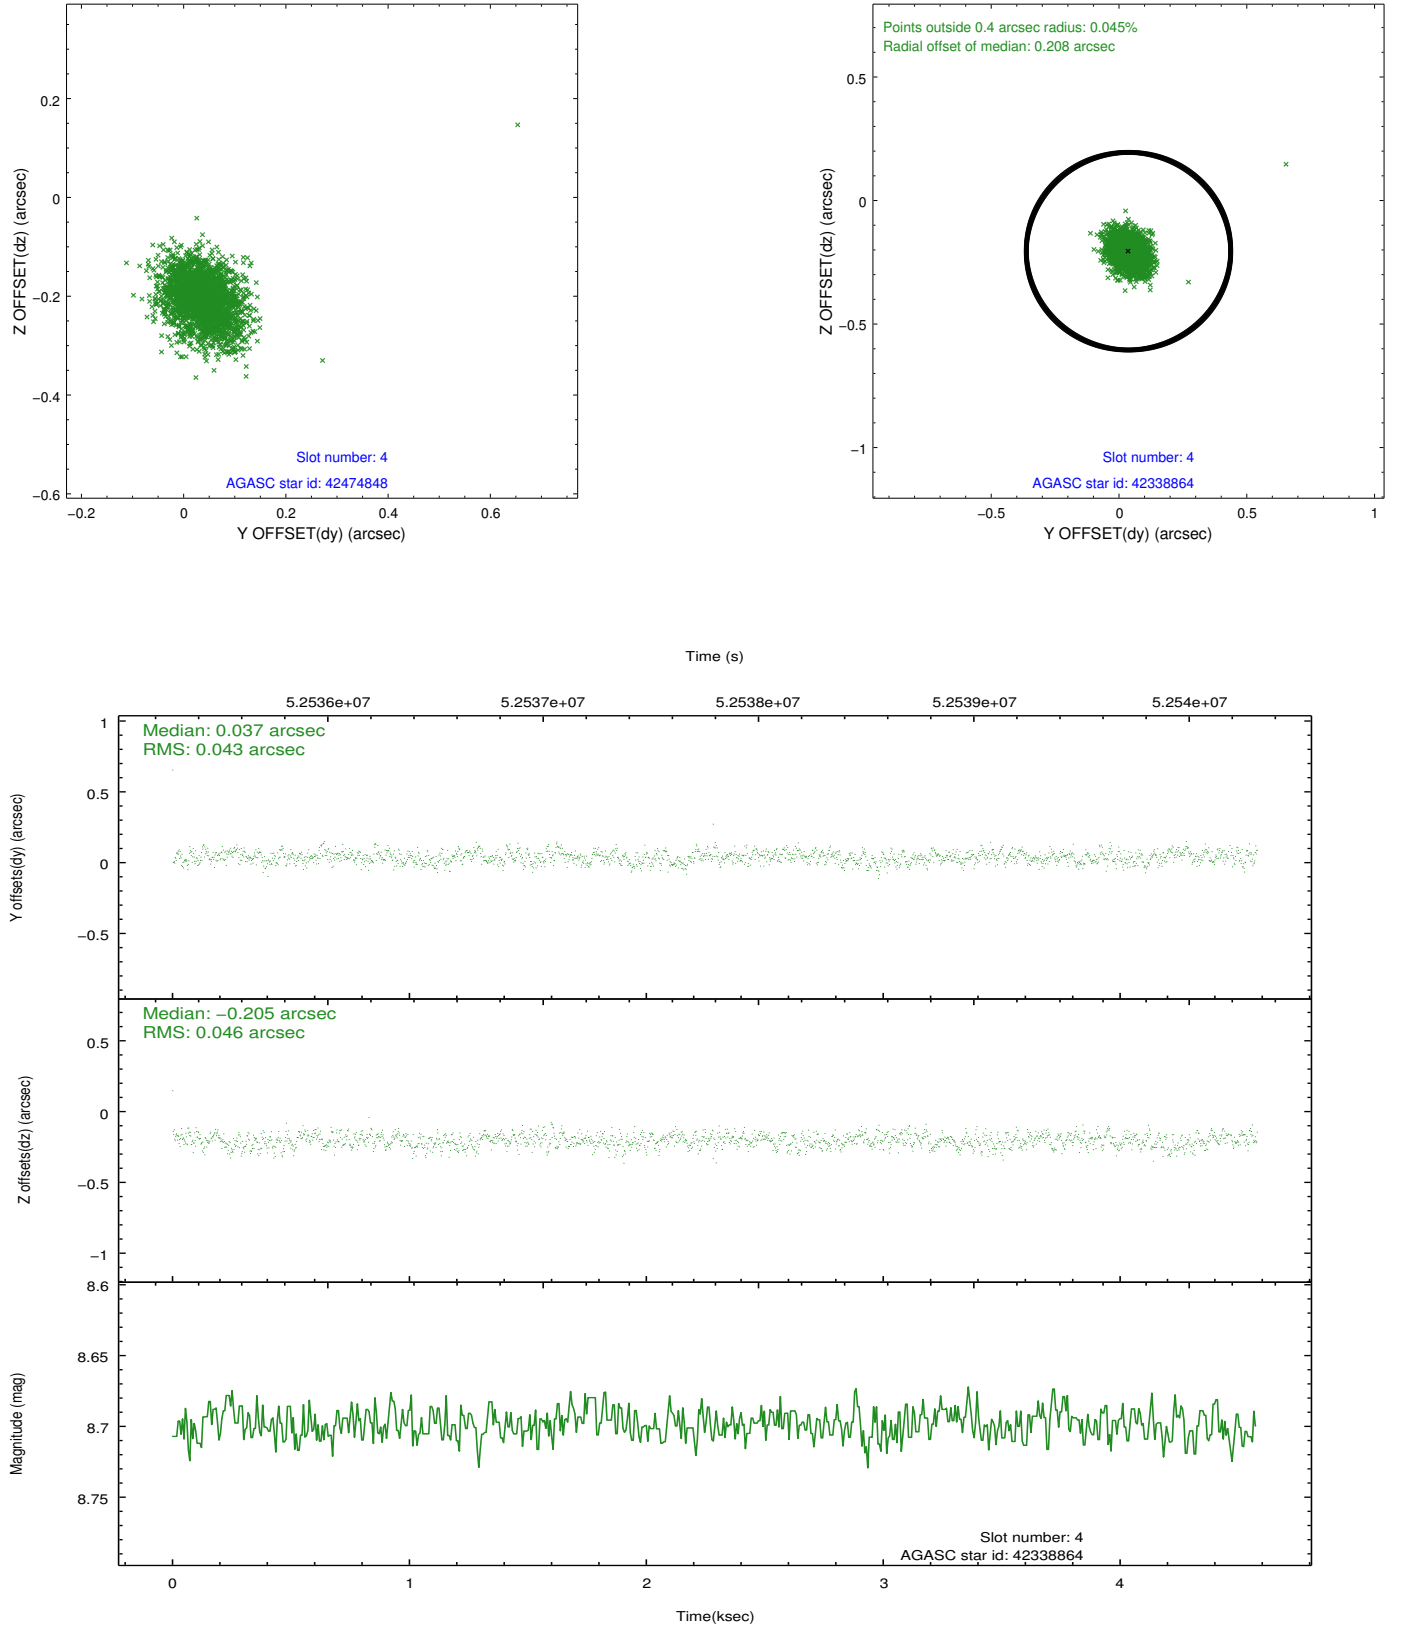 0.2
0
−0.2
−0.4
−0.6
Z OFFSET(dz) (arcsec)
Slot number: 4
AGASC star id: 42474848
−0.2
0
0.2
0.4
0.6
Y OFFSET(dy) (arcsec)
Points outside 0.4 arcsec radius: 0.045%
Radial offset of median: 0.208 arcsec
0.5
0
−0.5
−1
Z OFFSET(dz) (arcsec)
Slot number: 4
AGASC star id: 42338864
−0.5
0
0.5
1
Y OFFSET(dy) (arcsec)
Time (s)
5.2536e+07
5.2537e+07
5.2538e+07
5.2539e+07
5.254e+07
Median: 0.037 arcsec
RMS: 0.043 arcsec
1
0.5
0
−0.5
Y offsets(dy) (arcsec)
Median: −0.205 arcsec
RMS: 0.046 arcsec
0.5
0
−0.5
−1
Z offsets(dz) (arcsec)
8.6
8.65
8.7
8.75
Magnitude (mag)
Slot number: 4
AGASC star id: 42338864
0
1
2
3
4
Time(ksec)